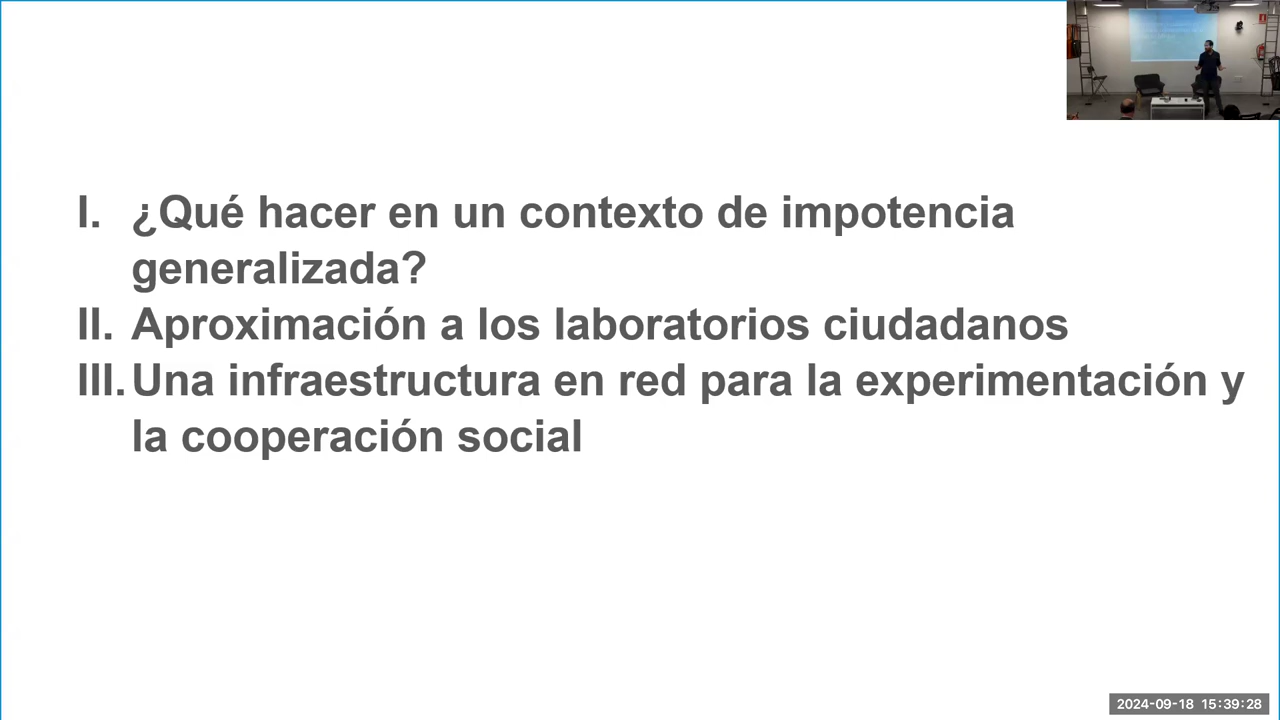 I. ¿Qué hacer en un contexto de impotencia
generalizada?
II. Aproximación a los laboratorios ciudadanos
III. Una infraestructura en red para la experimentación y
la cooperación social
2024-09-18 15:39:28